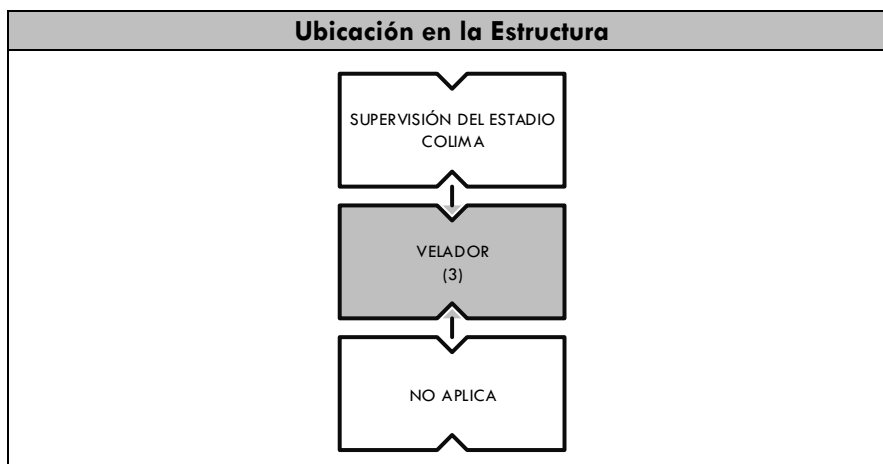 Ubicación en la Estructura
SUPERVISIÓN DEL ESTADIO
COLIMA
VELADOR
(3)
NO APLICA